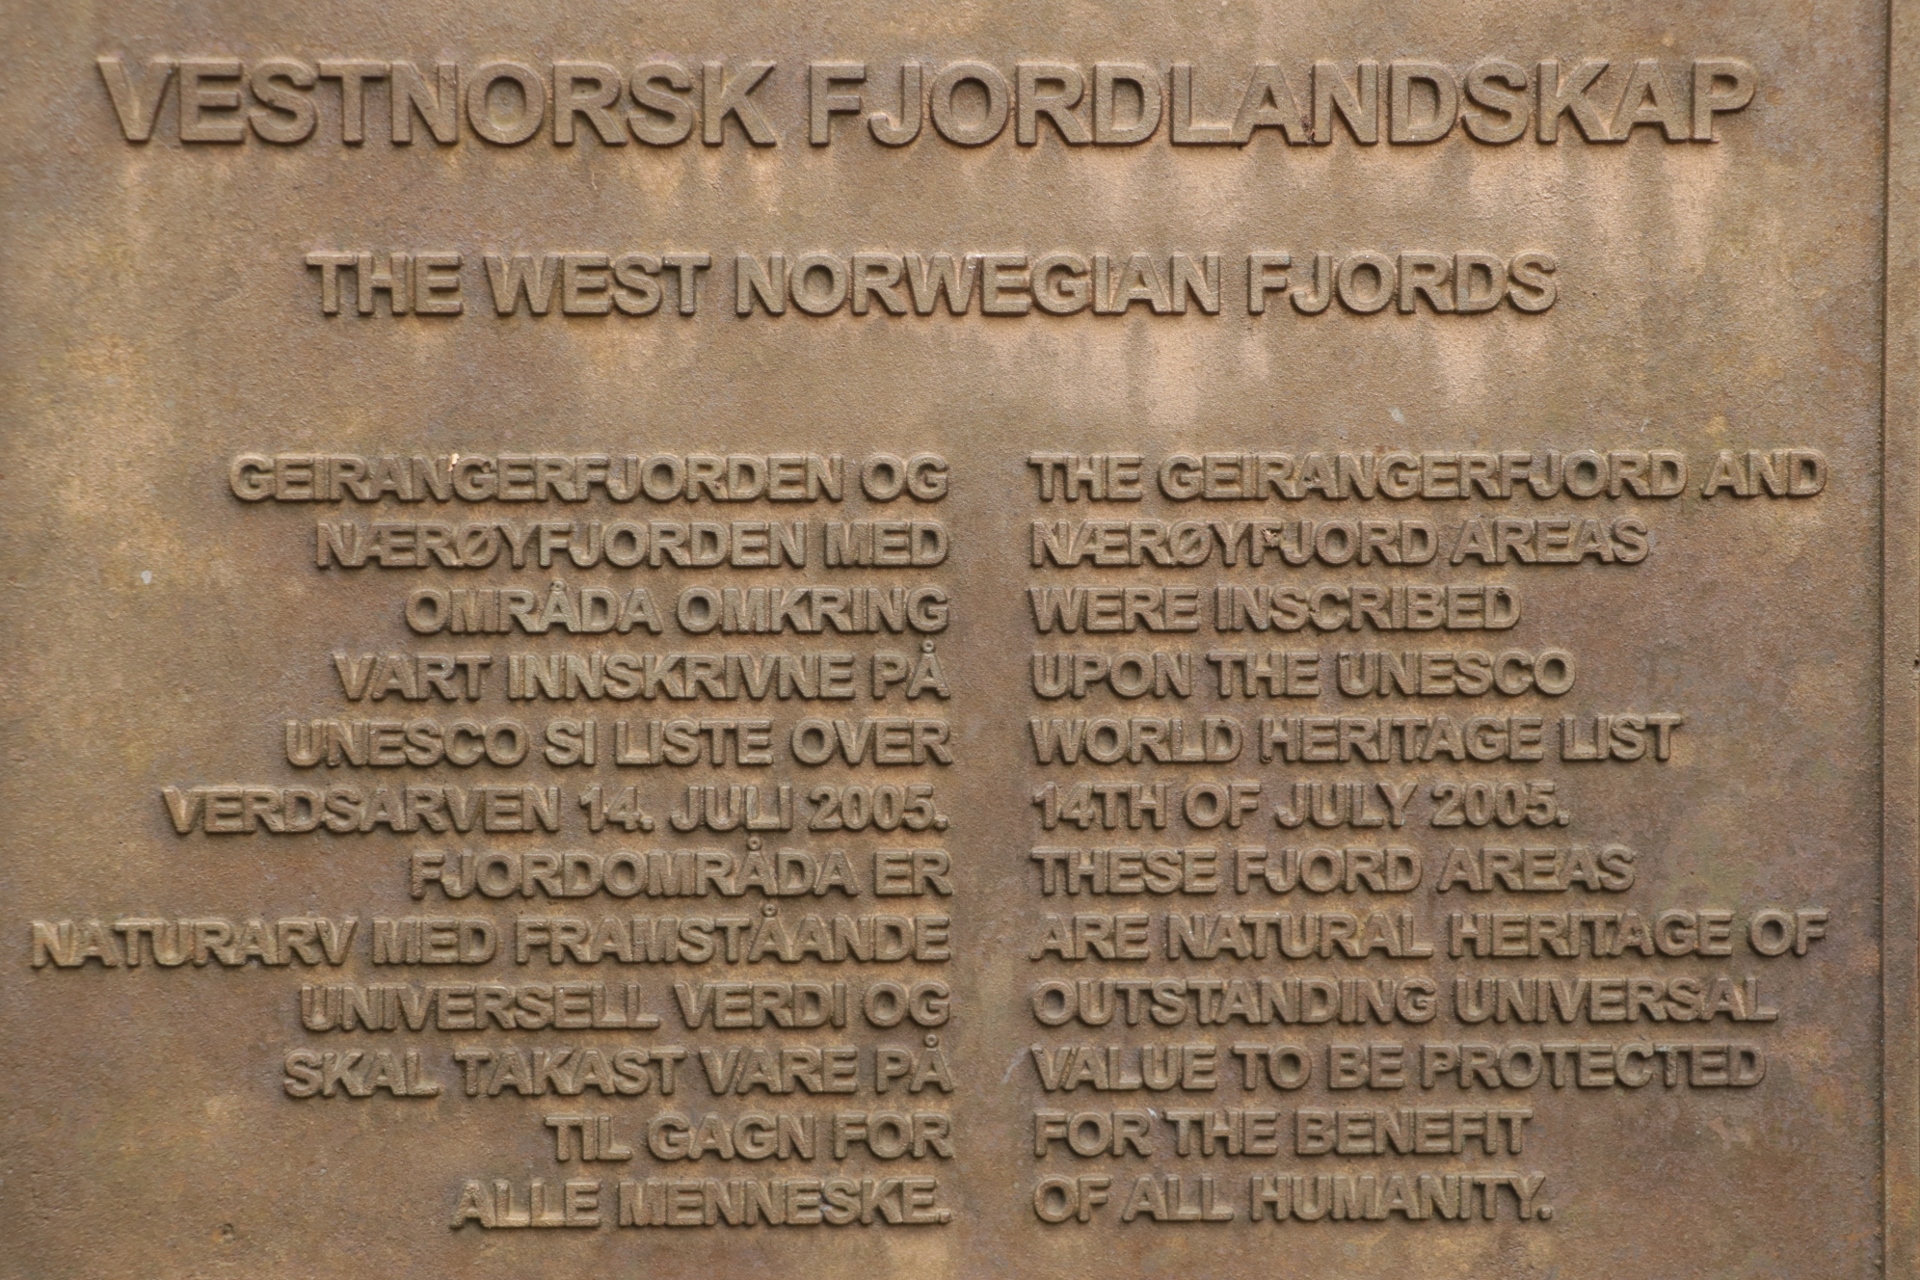 VESTNORSK FJORDLANDSKAP
THE WEST NORWEGIAN FJORDS
GEIRANGERFJORDEN OG
NÆRØYFJORDEN MED
OMRÅDA OMKRING
VART INNSKRIVNE PÅ
UNESCO SI LISTE OVER
VERDSARVEN 14. JULI 2005.
FJORDOMRÅDA ER
NATURARV MED FRAMSTÅANDE
UNIVERSELL VERDI OG
SKAL TAKAST VARE PÅ
TIL GAGN FOR
ALLE MENNESKE.
THE GEIRANGERFJORD AND
NÆRØYFJORD AREAS
WERE INSCRIBED
UPON THE UNESCO
WORLD HERITAGE LIST
14TH OF JULY 2005.
THESE FJORD AREAS
ARE NATURAL HERITAGE OF
OUTSTANDING UNIVERSAL
VALUE TO BE PROTECTED
FOR THE BENEFIT
OF ALL HUMANITY.